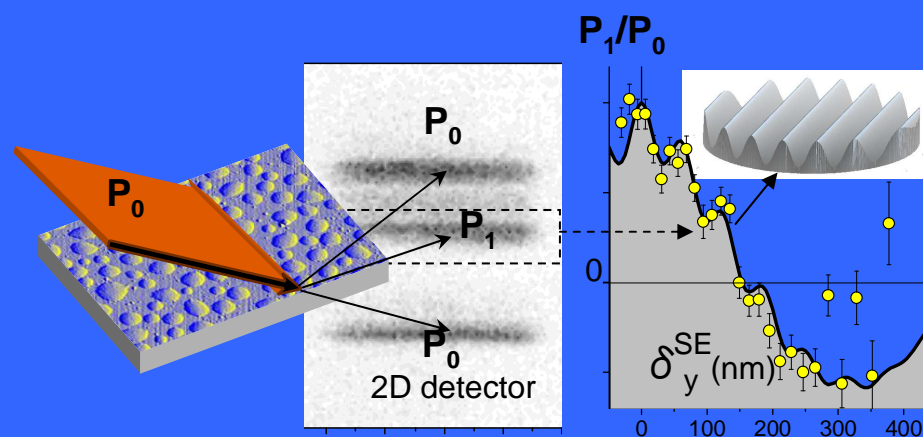 P₁/P₀
P₀
P₀
P₁
P₀
2D detector
0
δ_y^SE (nm)
0 100 200 300 400